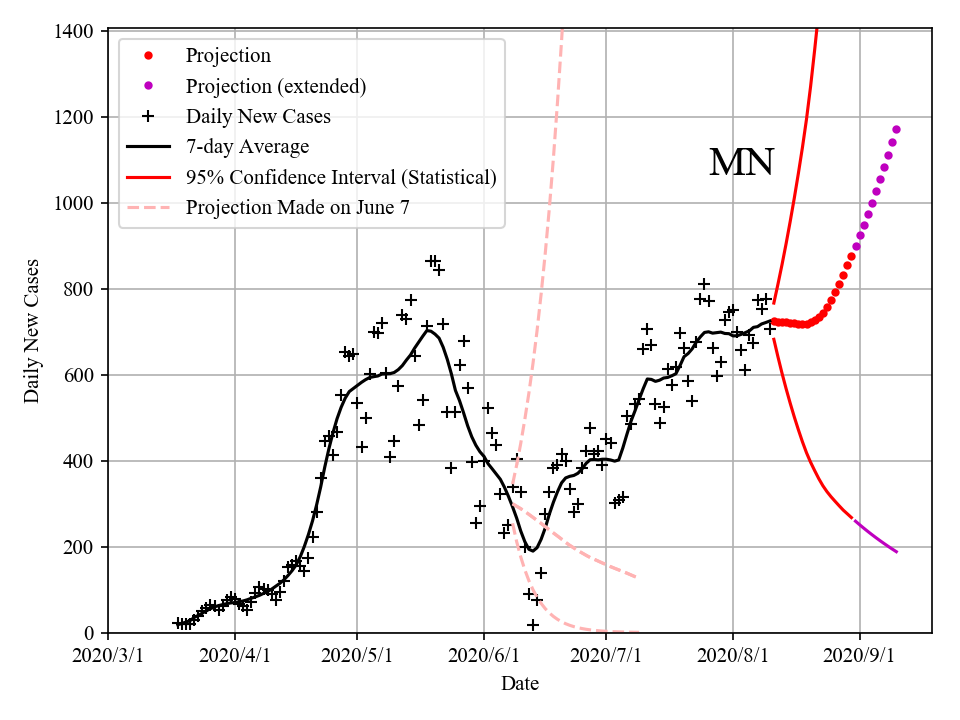 1400
1200
1000
800
600
400
200
0
Daily New Cases
Projection
Projection (extended)
Daily New Cases
7-day Average
95% Confidence Interval (Statistical)
Projection Made on June 7
MN
2020/3/1 2020/4/1 2020/5/1 2020/6/1 2020/7/1 2020/8/1 2020/9/1
Date